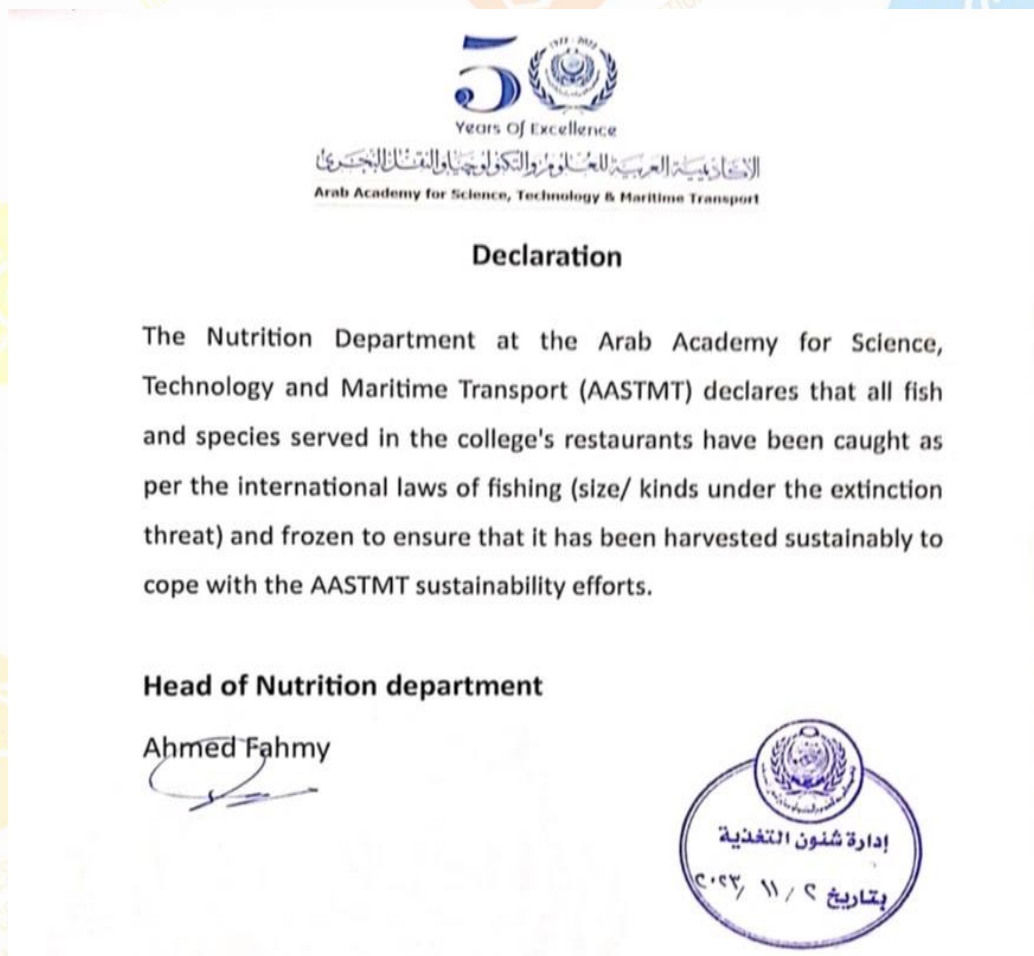 1972 - 2022
50
Years Of Excellence
الأكاديمية العربية للعلوم والتكنولوجيا والنقل البحري
Arab Academy for Science, Technology & Maritime Transport
Declaration
The Nutrition Department at the Arab Academy for Science,
Technology and Maritime Transport (AASTMT) declares that all fish
and species served in the college's restaurants have been caught as
per the international laws of fishing (size/ kinds under the extinction
threat) and frozen to ensure that it has been harvested sustainably to
cope with the AASTMT sustainability efforts.
Head of Nutrition department
Ahmed Fahmy
إدارة شئون التغذية
بتاريخ ٢ / ١١ / ٢٠٢٣